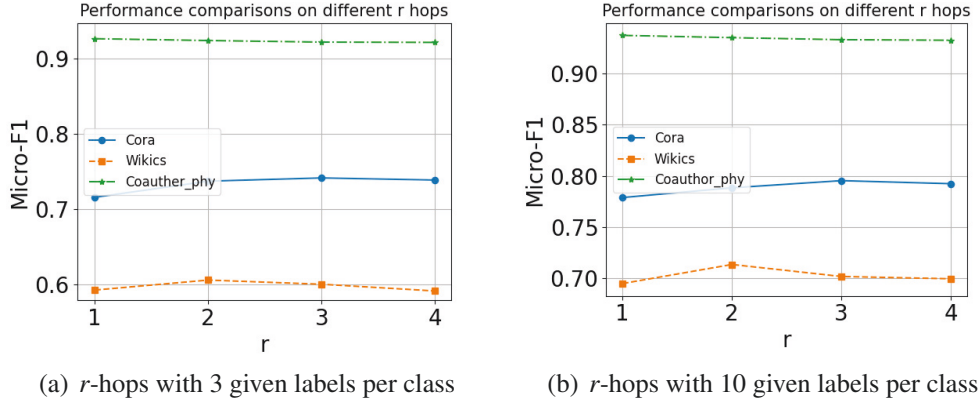 Performance comparisons on different r hops
Micro-F1
0.9
0.8
0.7
0.6
Cora
Wikics
Coauther_phy
1 2 3 4
r
(a) r-hops with 3 given labels per class
Performance comparisons on different r hops
Micro-F1
0.90
0.85
0.80
0.75
0.70
Cora
Wikics
Coauthor_phy
1 2 3 4
r
(b) r-hops with 10 given labels per class